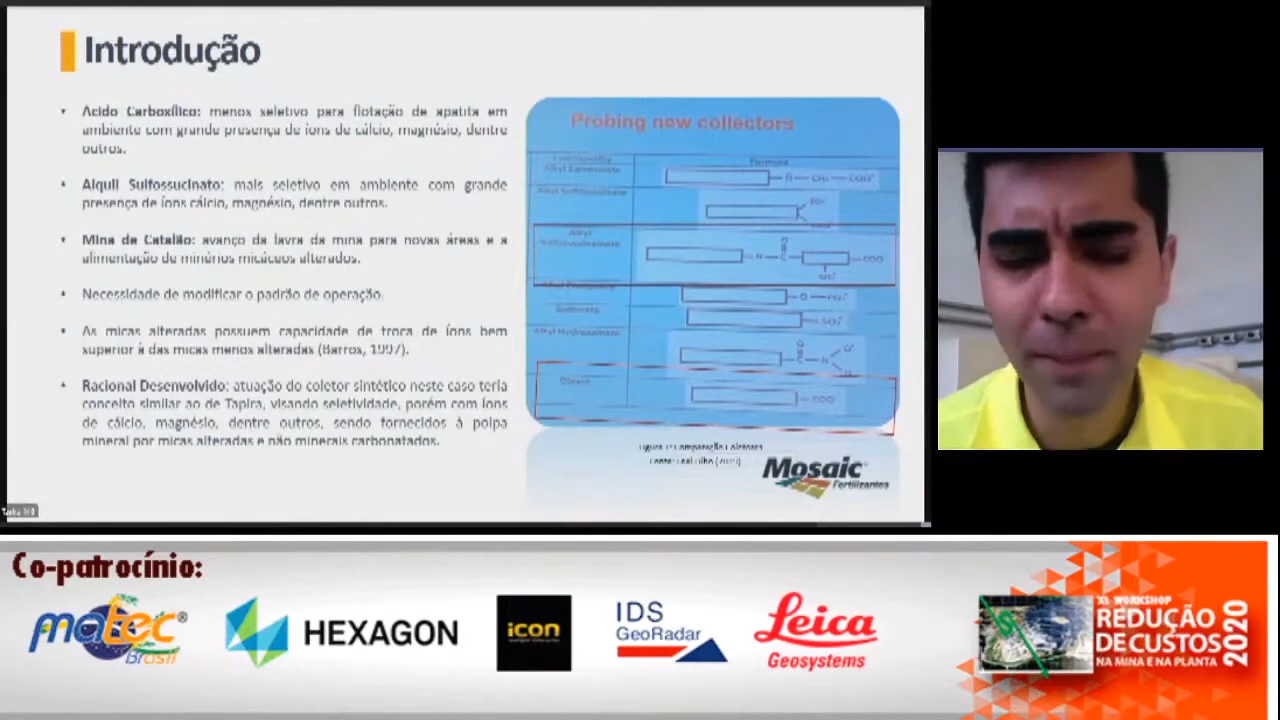 Introdução
• Ácido Carboxílico: menos seletivo para flotação de apatita em
ambiente com grande presença de íons de cálcio, magnésio, dentre
outros.
• Alquil Sulfossucinato: mais seletivo em ambiente com grande
presença de íons cálcio, magnésio, dentre outros.
• Mina de Catalão: avanço da lavra da mina para novas áreas e a
alimentação de minérios micáceos alterados.
• Necessidade de modificar o padrão de operação.
• As micas alteradas possuem capacidade de troca de íons bem
superior à das micas menos alteradas (Barros, 1997).
• Racional Desenvolvido: atuação do coletor sintético neste caso teria
conceito similar ao de Tapira, visando seletividade, porém com íons
de cálcio, magnésio, dentre outros, sendo fornecidos à polpa
mineral por micas alteradas e não minerais carbonatados.
Probing new collectors
Formula
Mosaic
Fertilizantes
Co-patrocínio:
matec®
Brasil
HEXAGON
icon
IDS
GeoRadar
Leica
Geosystems
XI WORKSHOP
REDUÇÃO
DE CUSTOS
NA MINA E NA PLANTA
2020